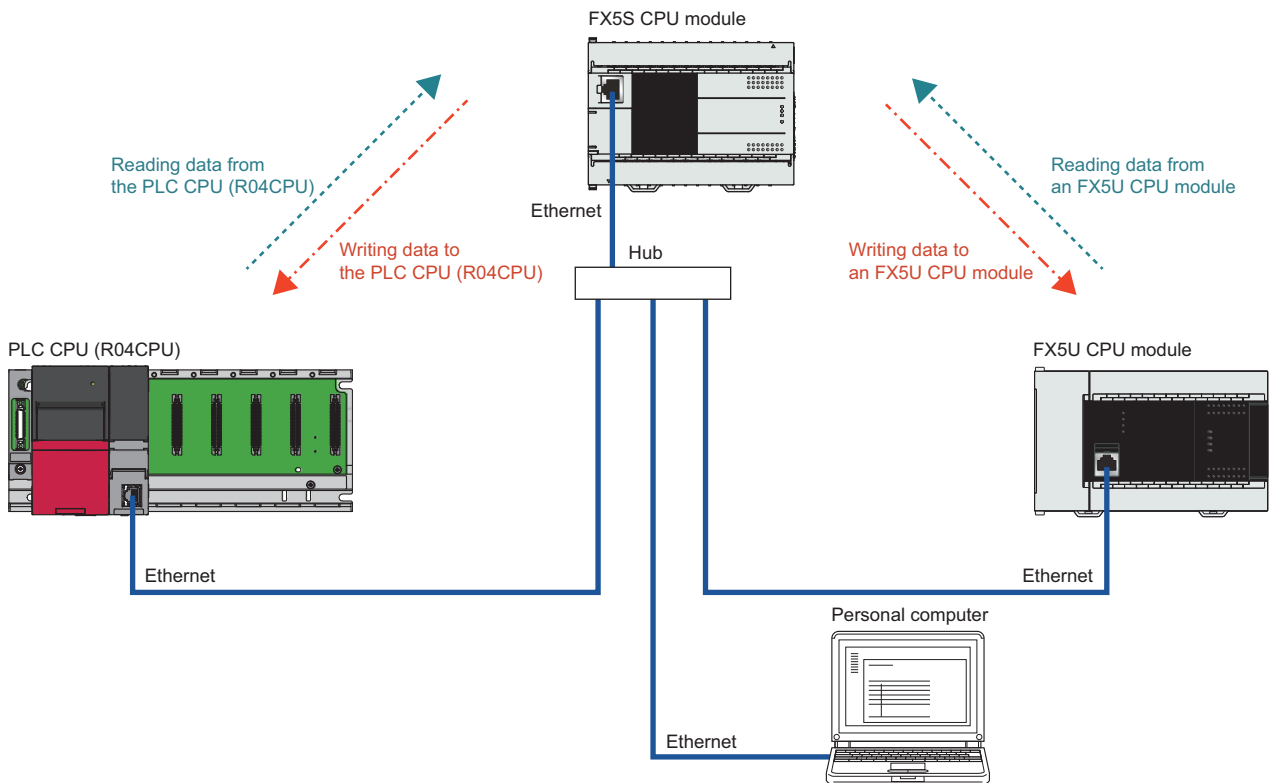 FX5S CPU module
Reading data from
the PLC CPU (R04CPU)
Reading data from
an FX5U CPU module
Ethernet
Writing data to
the PLC CPU (R04CPU)
Hub
Writing data to
an FX5U CPU module
PLC CPU (R04CPU)
FX5U CPU module
Ethernet
Ethernet
Personal computer
Ethernet